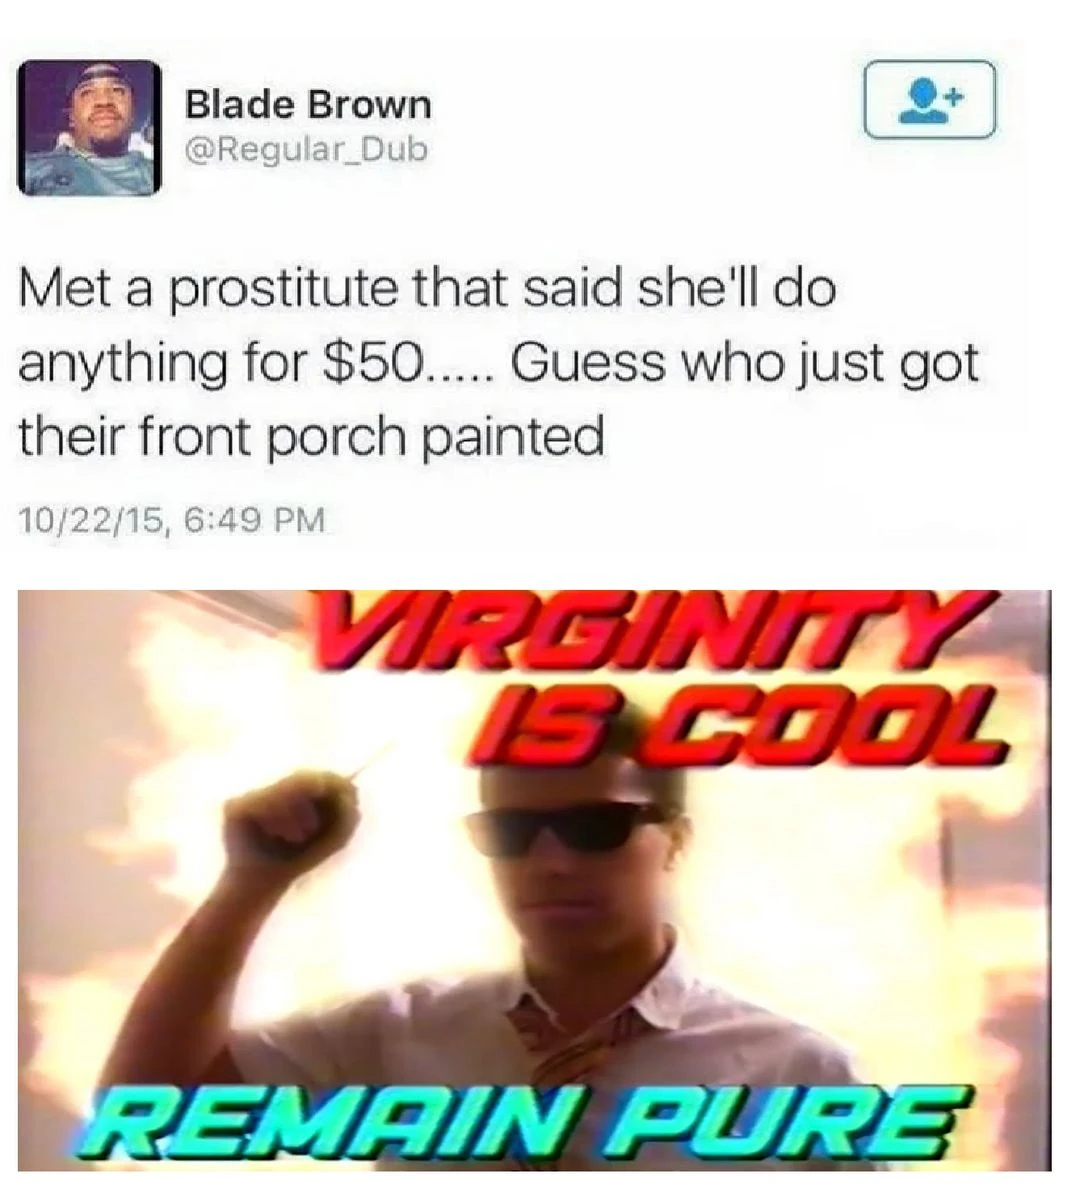 Blade Brown
@Regular_Dub
Met a prostitute that said she'll do
anything for $50..... Guess who just got
their front porch painted
10/22/15, 6:49 PM
VIRGINITY
IS COOL
REMAIN PURE